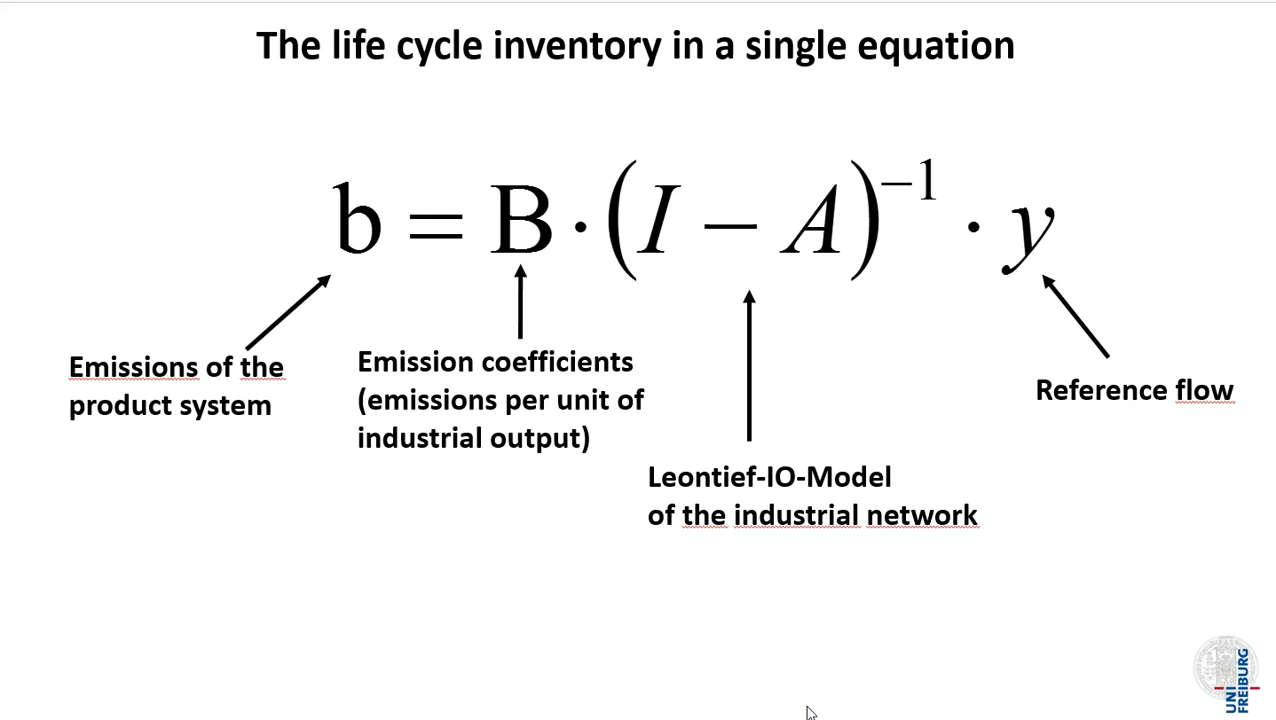 The life cycle inventory in a single equation
b = B · (I − A)⁻¹ · y
Emissions of the
product system
Emission coefficients
(emissions per unit of
industrial output)
Leontief-IO-Model
of the industrial network
Reference flow
UNI
FREIBURG